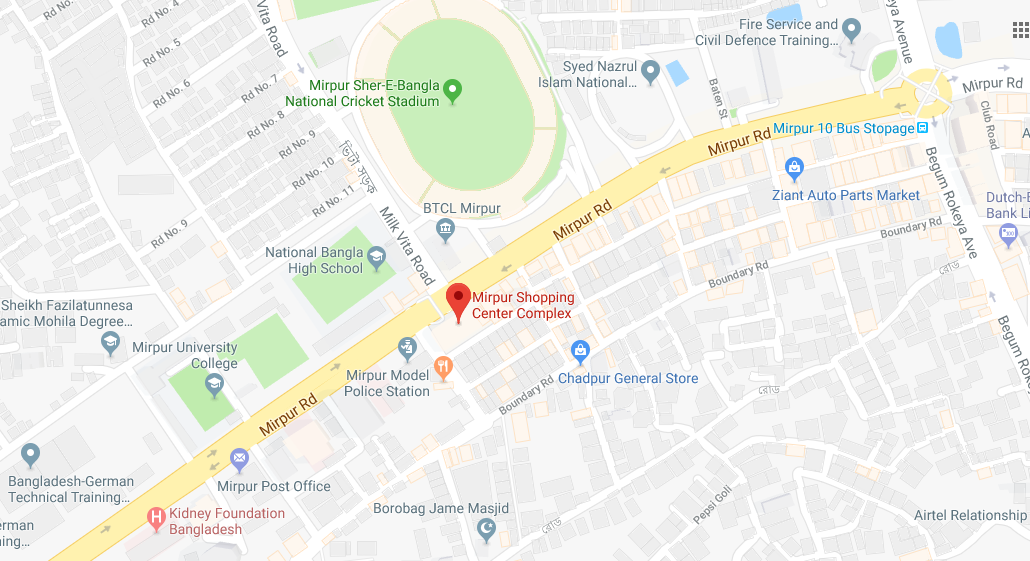 Vita Road
Rd No. 4
Rd No. 5
Rd No. 6
Rd No. 7
Rd No. 8
Rd No. 9
Rd No. 10
Rd No. 11
Rd No. 9
Mirpur Sher-E-Bangla
National Cricket Stadium
Syed Nazrul
Islam National...
Fire Service and
Civil Defence Training...
eya Avenue
Mirpur Rd
Club Road
Baten St
Mirpur 10 Bus Stopage
Mirpur Rd
Ziant Auto Parts Market
Begum Rokeya Ave
Dutch-B
Bank Li
Boundary Rd
Milk Vita Road
BTCL Mirpur
Mirpur Rd
National Bangla
High School
Boundary Rd
রোড
Mirpur Shopping
Center Complex
Sheikh Fazilatunnesa
amic Mohila Degree...
Mirpur University
College
Begum Rokey
Mirpur Model
Police Station
Chadpur General Store
Boundary Rd
রোড
Mirpur Rd
Bangladesh-German
Technical Training...
Mirpur Post Office
Pepsi Goli
Kidney Foundation
Bangladesh
Borobag Jame Masjid
রোড
Airtel Relationship
erman
ing...